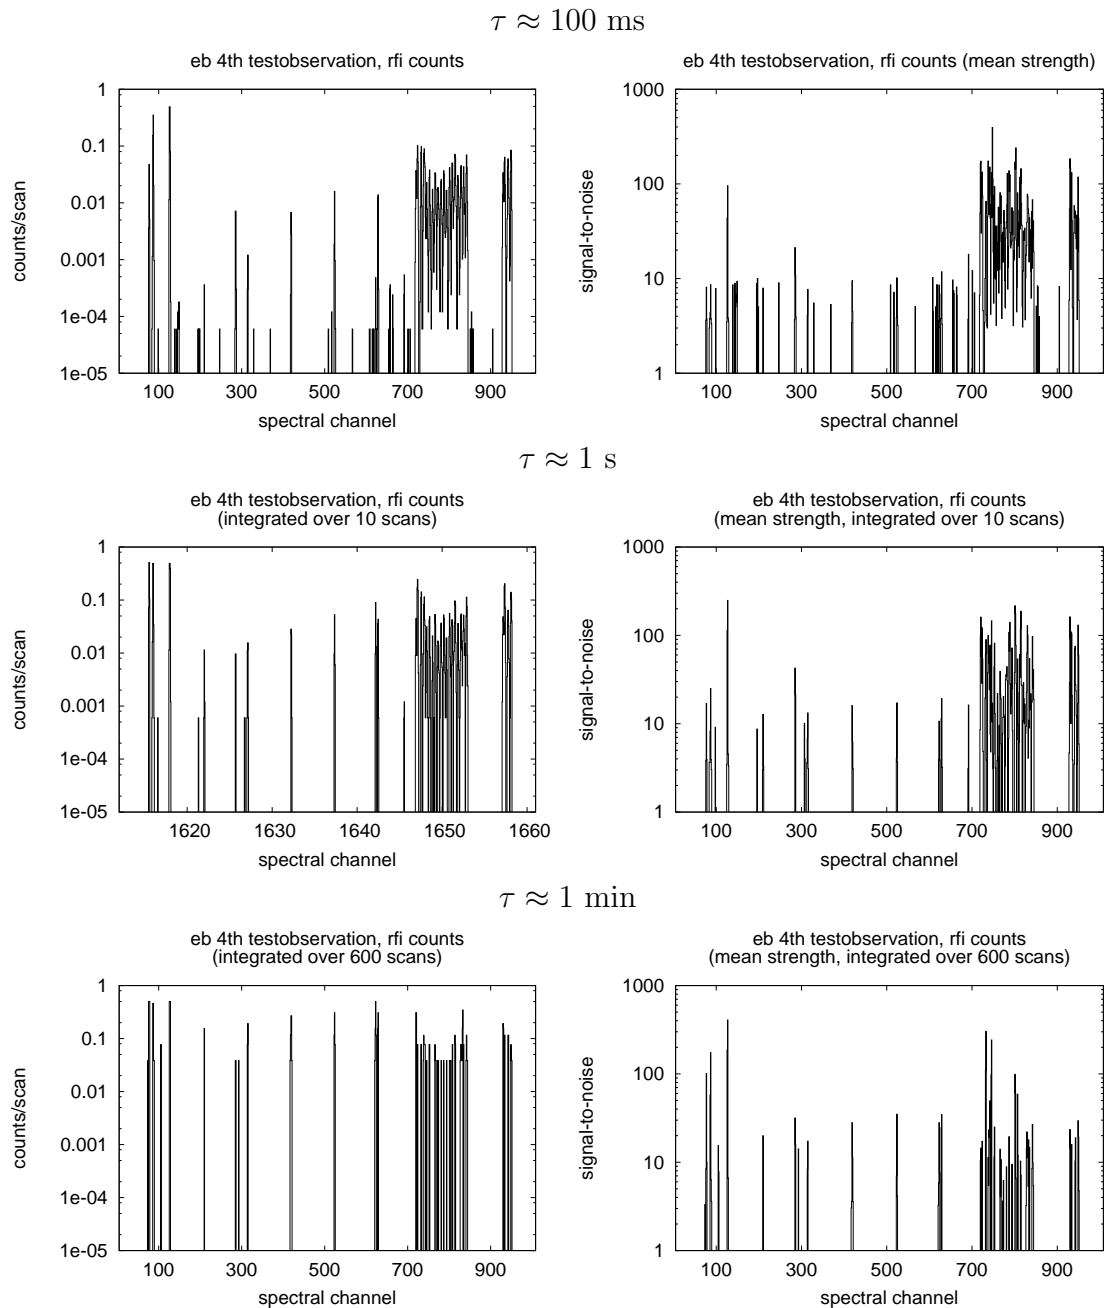 τ ≈ 100 ms
eb 4th testobservation, rfi counts
1
0.1
0.01
0.001
1e-04
1e-05
counts/scan
100 300 500 700 900
spectral channel
eb 4th testobservation, rfi counts (mean strength)
1000
100
10
1
signal-to-noise
100 300 500 700 900
spectral channel
τ ≈ 1 s
eb 4th testobservation, rfi counts
(integrated over 10 scans)
1
0.1
0.01
0.001
1e-04
1e-05
counts/scan
1620 1630 1640 1650 1660
spectral channel
eb 4th testobservation, rfi counts
(mean strength, integrated over 10 scans)
1000
100
10
1
signal-to-noise
100 300 500 700 900
spectral channel
τ ≈ 1 min
eb 4th testobservation, rfi counts
(integrated over 600 scans)
1
0.1
0.01
0.001
1e-04
1e-05
counts/scan
100 300 500 700 900
spectral channel
eb 4th testobservation, rfi counts
(mean strength, integrated over 600 scans)
1000
100
10
1
signal-to-noise
100 300 500 700 900
spectral channel